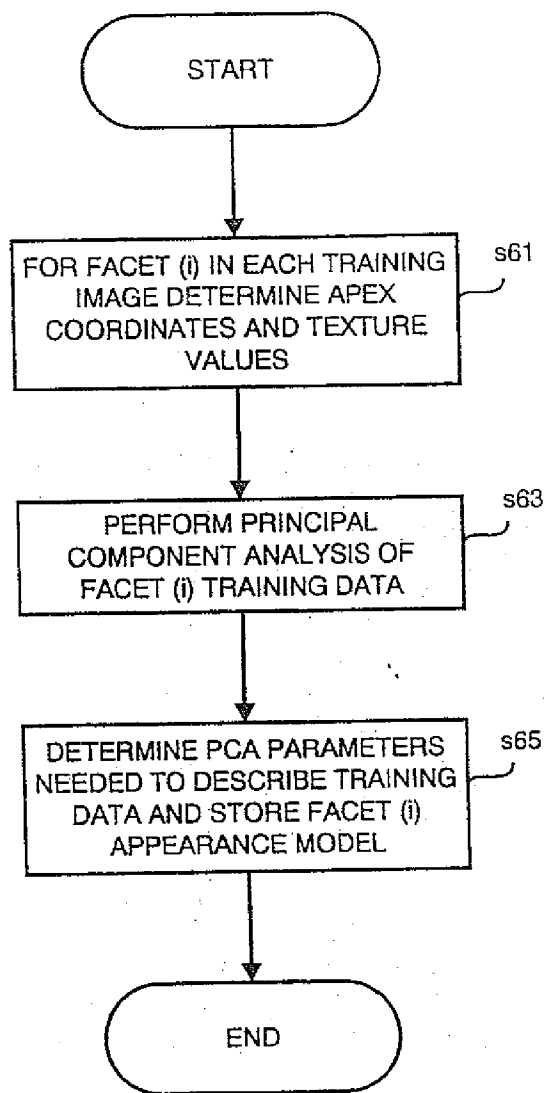 START
FOR FACET (i) IN EACH TRAINING
IMAGE DETERMINE APEX
COORDINATES AND TEXTURE
VALUES
s61
PERFORM PRINCIPAL
COMPONENT ANALYSIS OF
FACET (i) TRAINING DATA
s63
DETERMINE PCA PARAMETERS
NEEDED TO DESCRIBE TRAINING
DATA AND STORE FACET (i)
APPEARANCE MODEL
s65
END